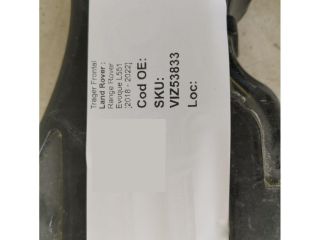 Trager Frontal
Land Rover :
Range Rover
Evoque L551
[2018 - 2022]
Cod OE:
SKU:
VIZ53833
Loc: